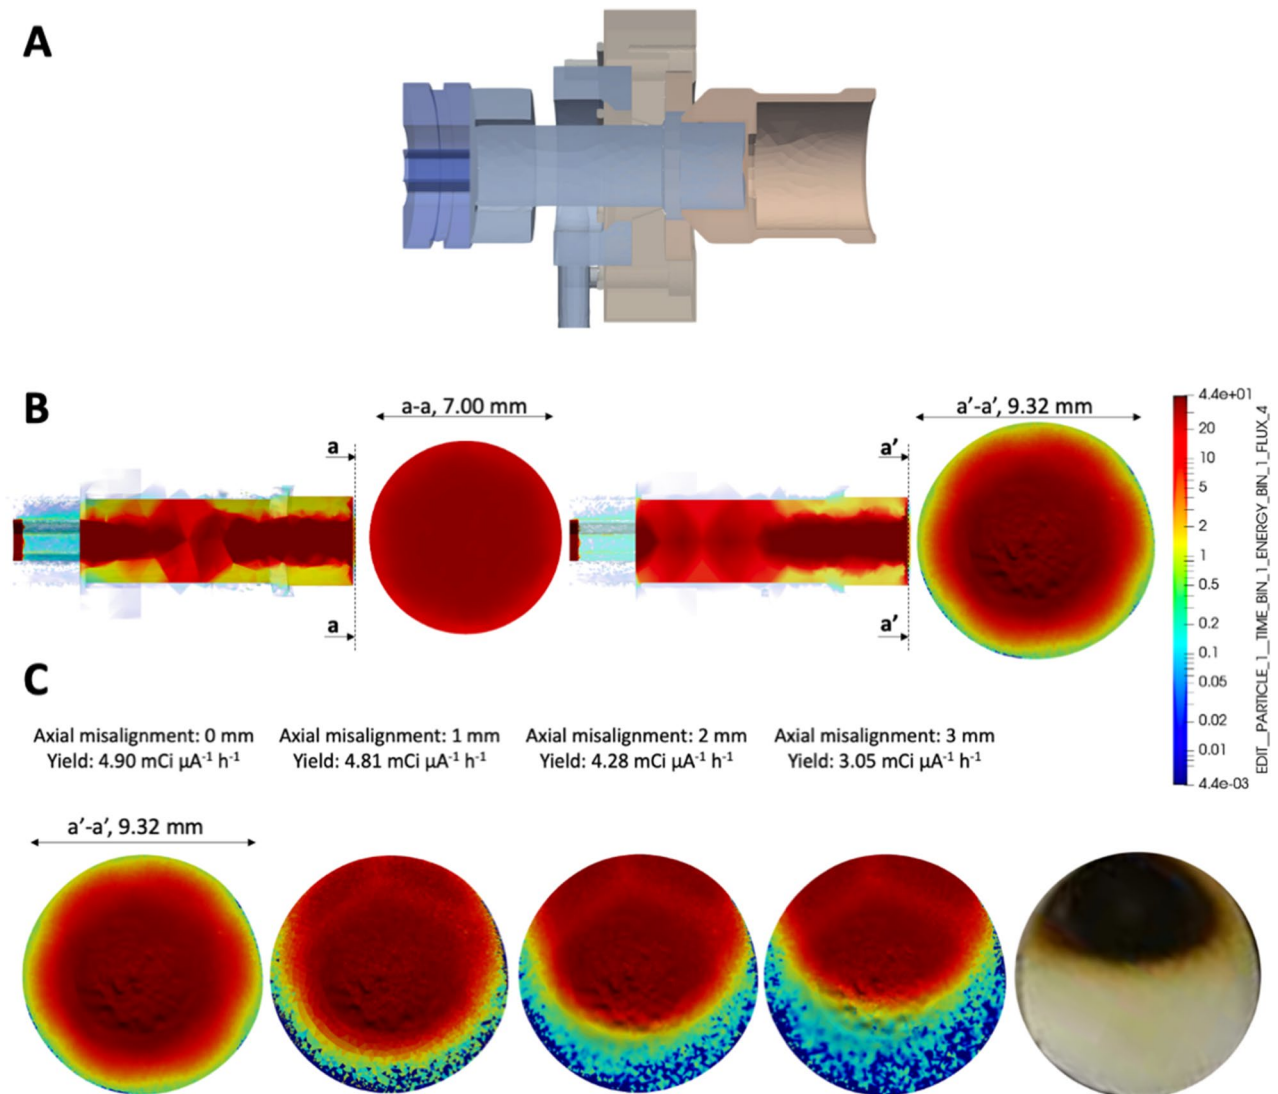 A
B
a-a, 7.00 mm
a
a
a′-a′, 9.32 mm
a′
a′
4.4e+01
20
10
5
2
1
0.5
0.2
0.1
0.05
0.02
0.01
4.4e-03
EDIT_PARTICLE_1__TIME_BIN_1_ENERGY_BIN_1_FLUX_4
C
Axial misalignment: 0 mm
Yield: 4.90 mCi µA⁻¹ h⁻¹
Axial misalignment: 1 mm
Yield: 4.81 mCi µA⁻¹ h⁻¹
Axial misalignment: 2 mm
Yield: 4.28 mCi µA⁻¹ h⁻¹
Axial misalignment: 3 mm
Yield: 3.05 mCi µA⁻¹ h⁻¹
a′-a′, 9.32 mm